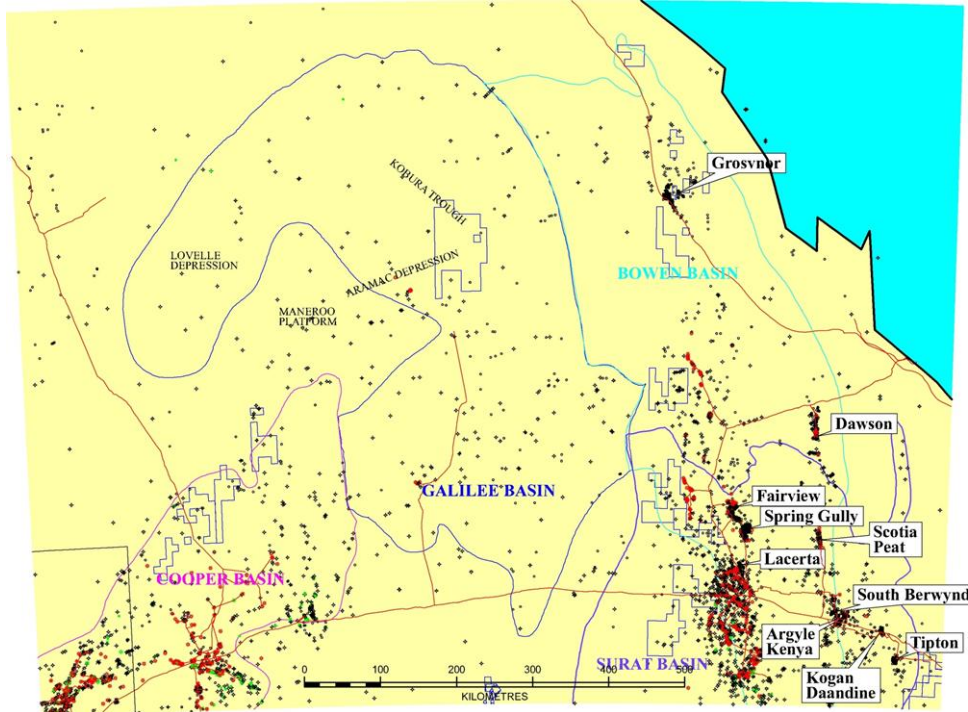 Grosvnor
KOBURA TROUGH
LOVELLE
DEPRESSION
ARAMAC DEPRESSION
BOWEN BASIN
MANEROO
PLATFORM
Dawson
GALILEE BASIN
Fairview
Spring Gully
Scotia
Peat
Lacerta
COOPER BASIN
South Berwynd
Argyle
Kenya
Tipton
SURAT BASIN
Kogan
Daandine
0 100 200 300 400 500
KILOMETRES